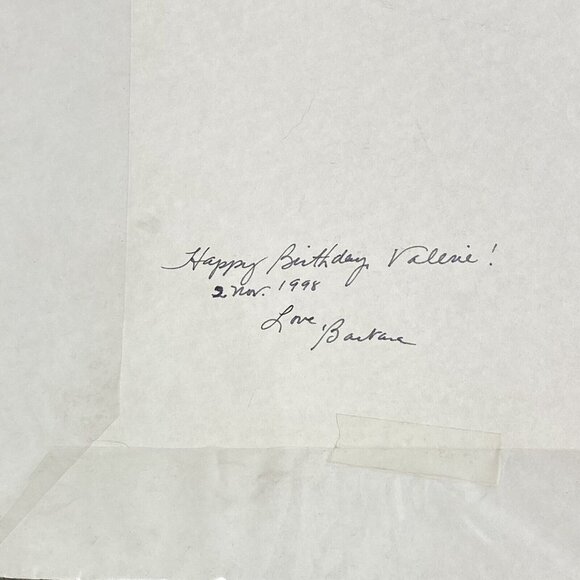 Happy Birthday, Valerie!
2 Nov. 1998
Love,
Barbara